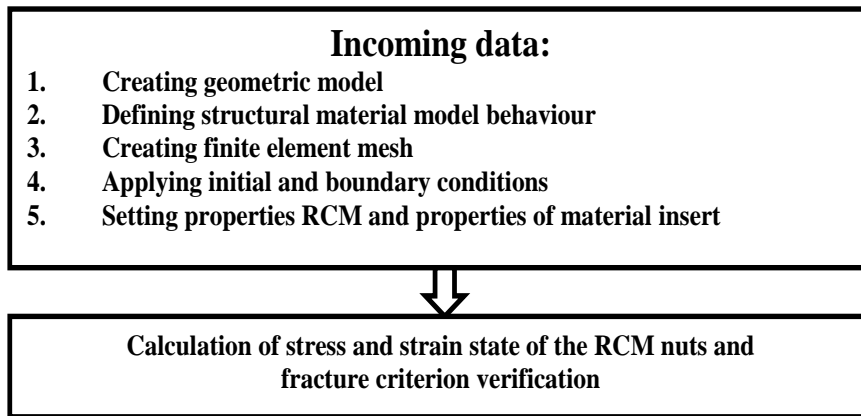 Incoming data:
1. Creating geometric model
2. Defining structural material model behaviour
3. Creating finite element mesh
4. Applying initial and boundary conditions
5. Setting properties RCM and properties of material insert
Calculation of stress and strain state of the RCM nuts and
fracture criterion verification